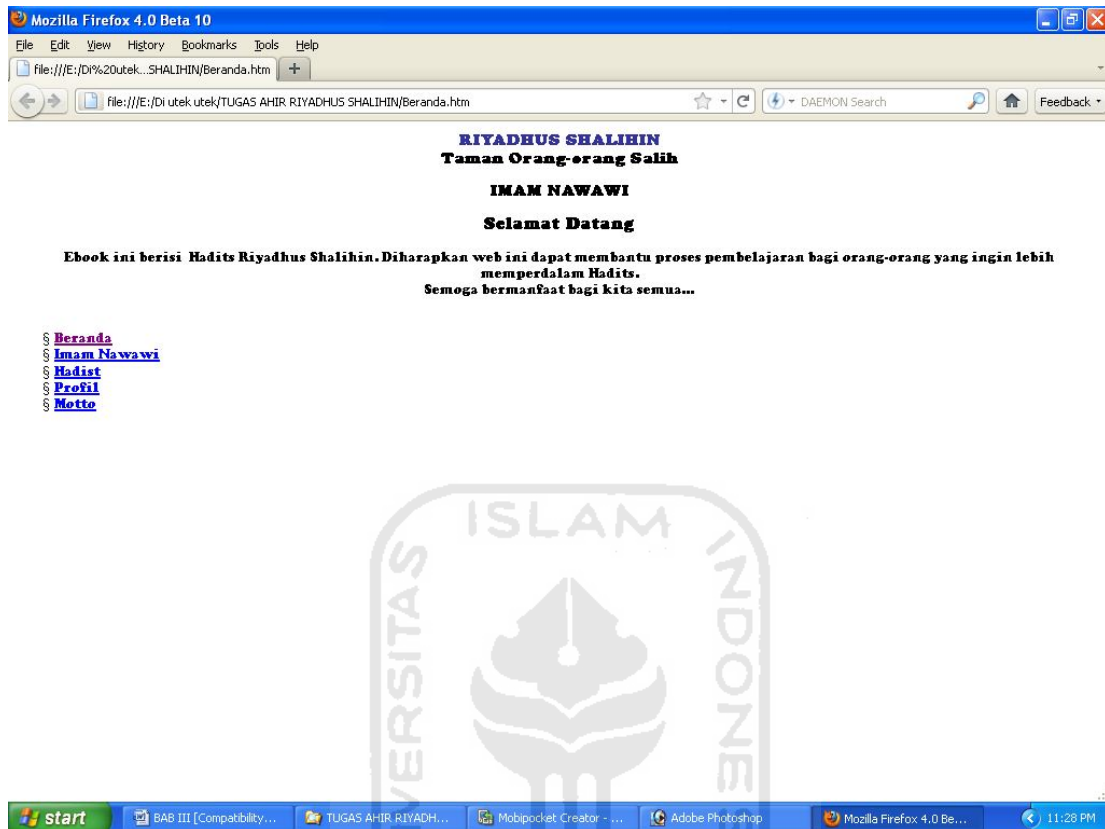 Mozilla Firefox 4.0 Beta 10
File Edit View History Bookmarks Tools Help
file:///E:/Di%20utek...SHALIHIN/Beranda.htm
file:///E:/Di utek utek/TUGAS AHIR RIYADHUS SHALIHIN/Beranda.htm DAEMON Search Feedback
RIYADHUS SHALIHIN
Taman Orang-orang Salih
IMAM NAWAWI
Selamat Datang
Ebook ini berisi Hadits Riyadhus Shalihin. Diharapkan web ini dapat membantu proses pembelajaran bagi orang-orang yang ingin lebih
memperdalam Hadits.
Semoga bermanfaat bagi kita semua...
§ Beranda
§ Imam Nawawi
§ Hadist
§ Profil
§ Motto
ISLAM
VERSITAS
INDONE
start BAB III [Compatibility... TUGAS AHIR RIYADH... Mobipocket Creator - ... Adobe Photoshop Mozilla Firefox 4.0 Be... 11:28 PM